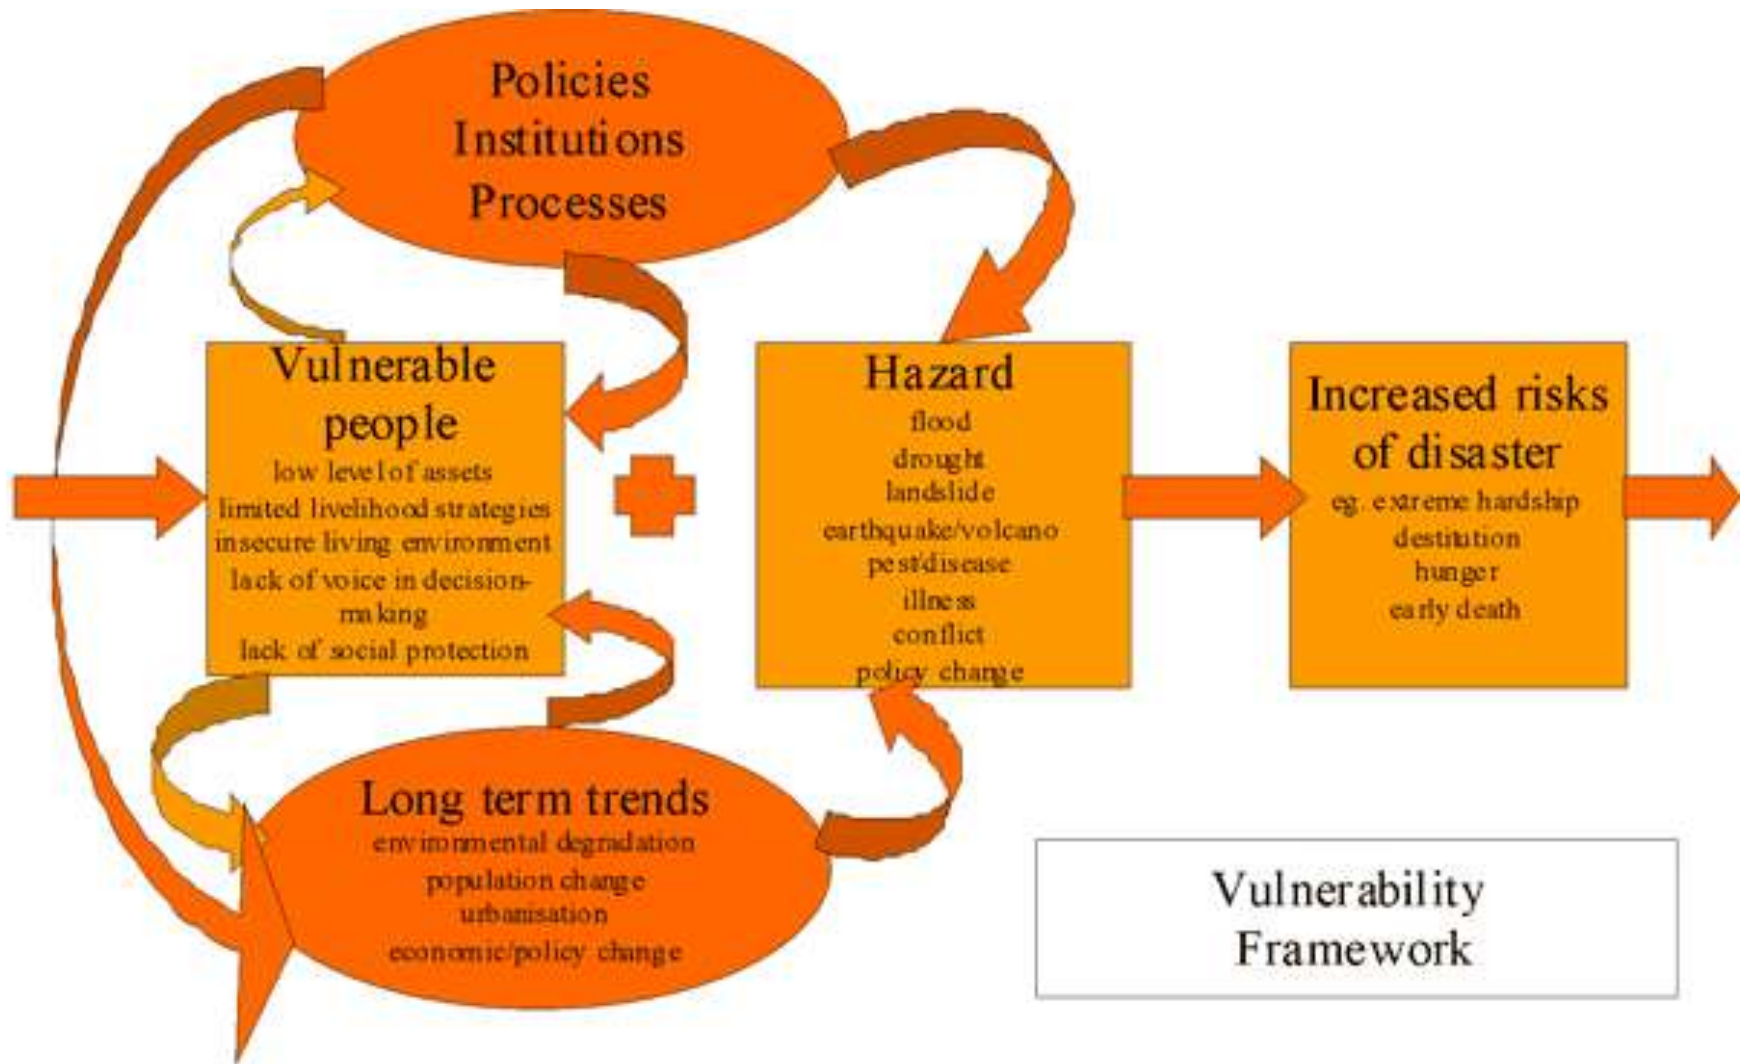 Policies
Institutions
Processes
Vulnerable
people
low level of assets
limited livelihood strategies
insecure living environment
lack of voice in decision-
making
lack of social protection
Hazard
flood
drought
landslide
earthquake/volcano
pest/disease
illness
conflict
policy change
Increased risks
of disaster
eg. extreme hardship
destitution
hunger
early death
Long term trends
environmental degradation
population change
urbanisation
economic/policy change
Vulnerability
Framework